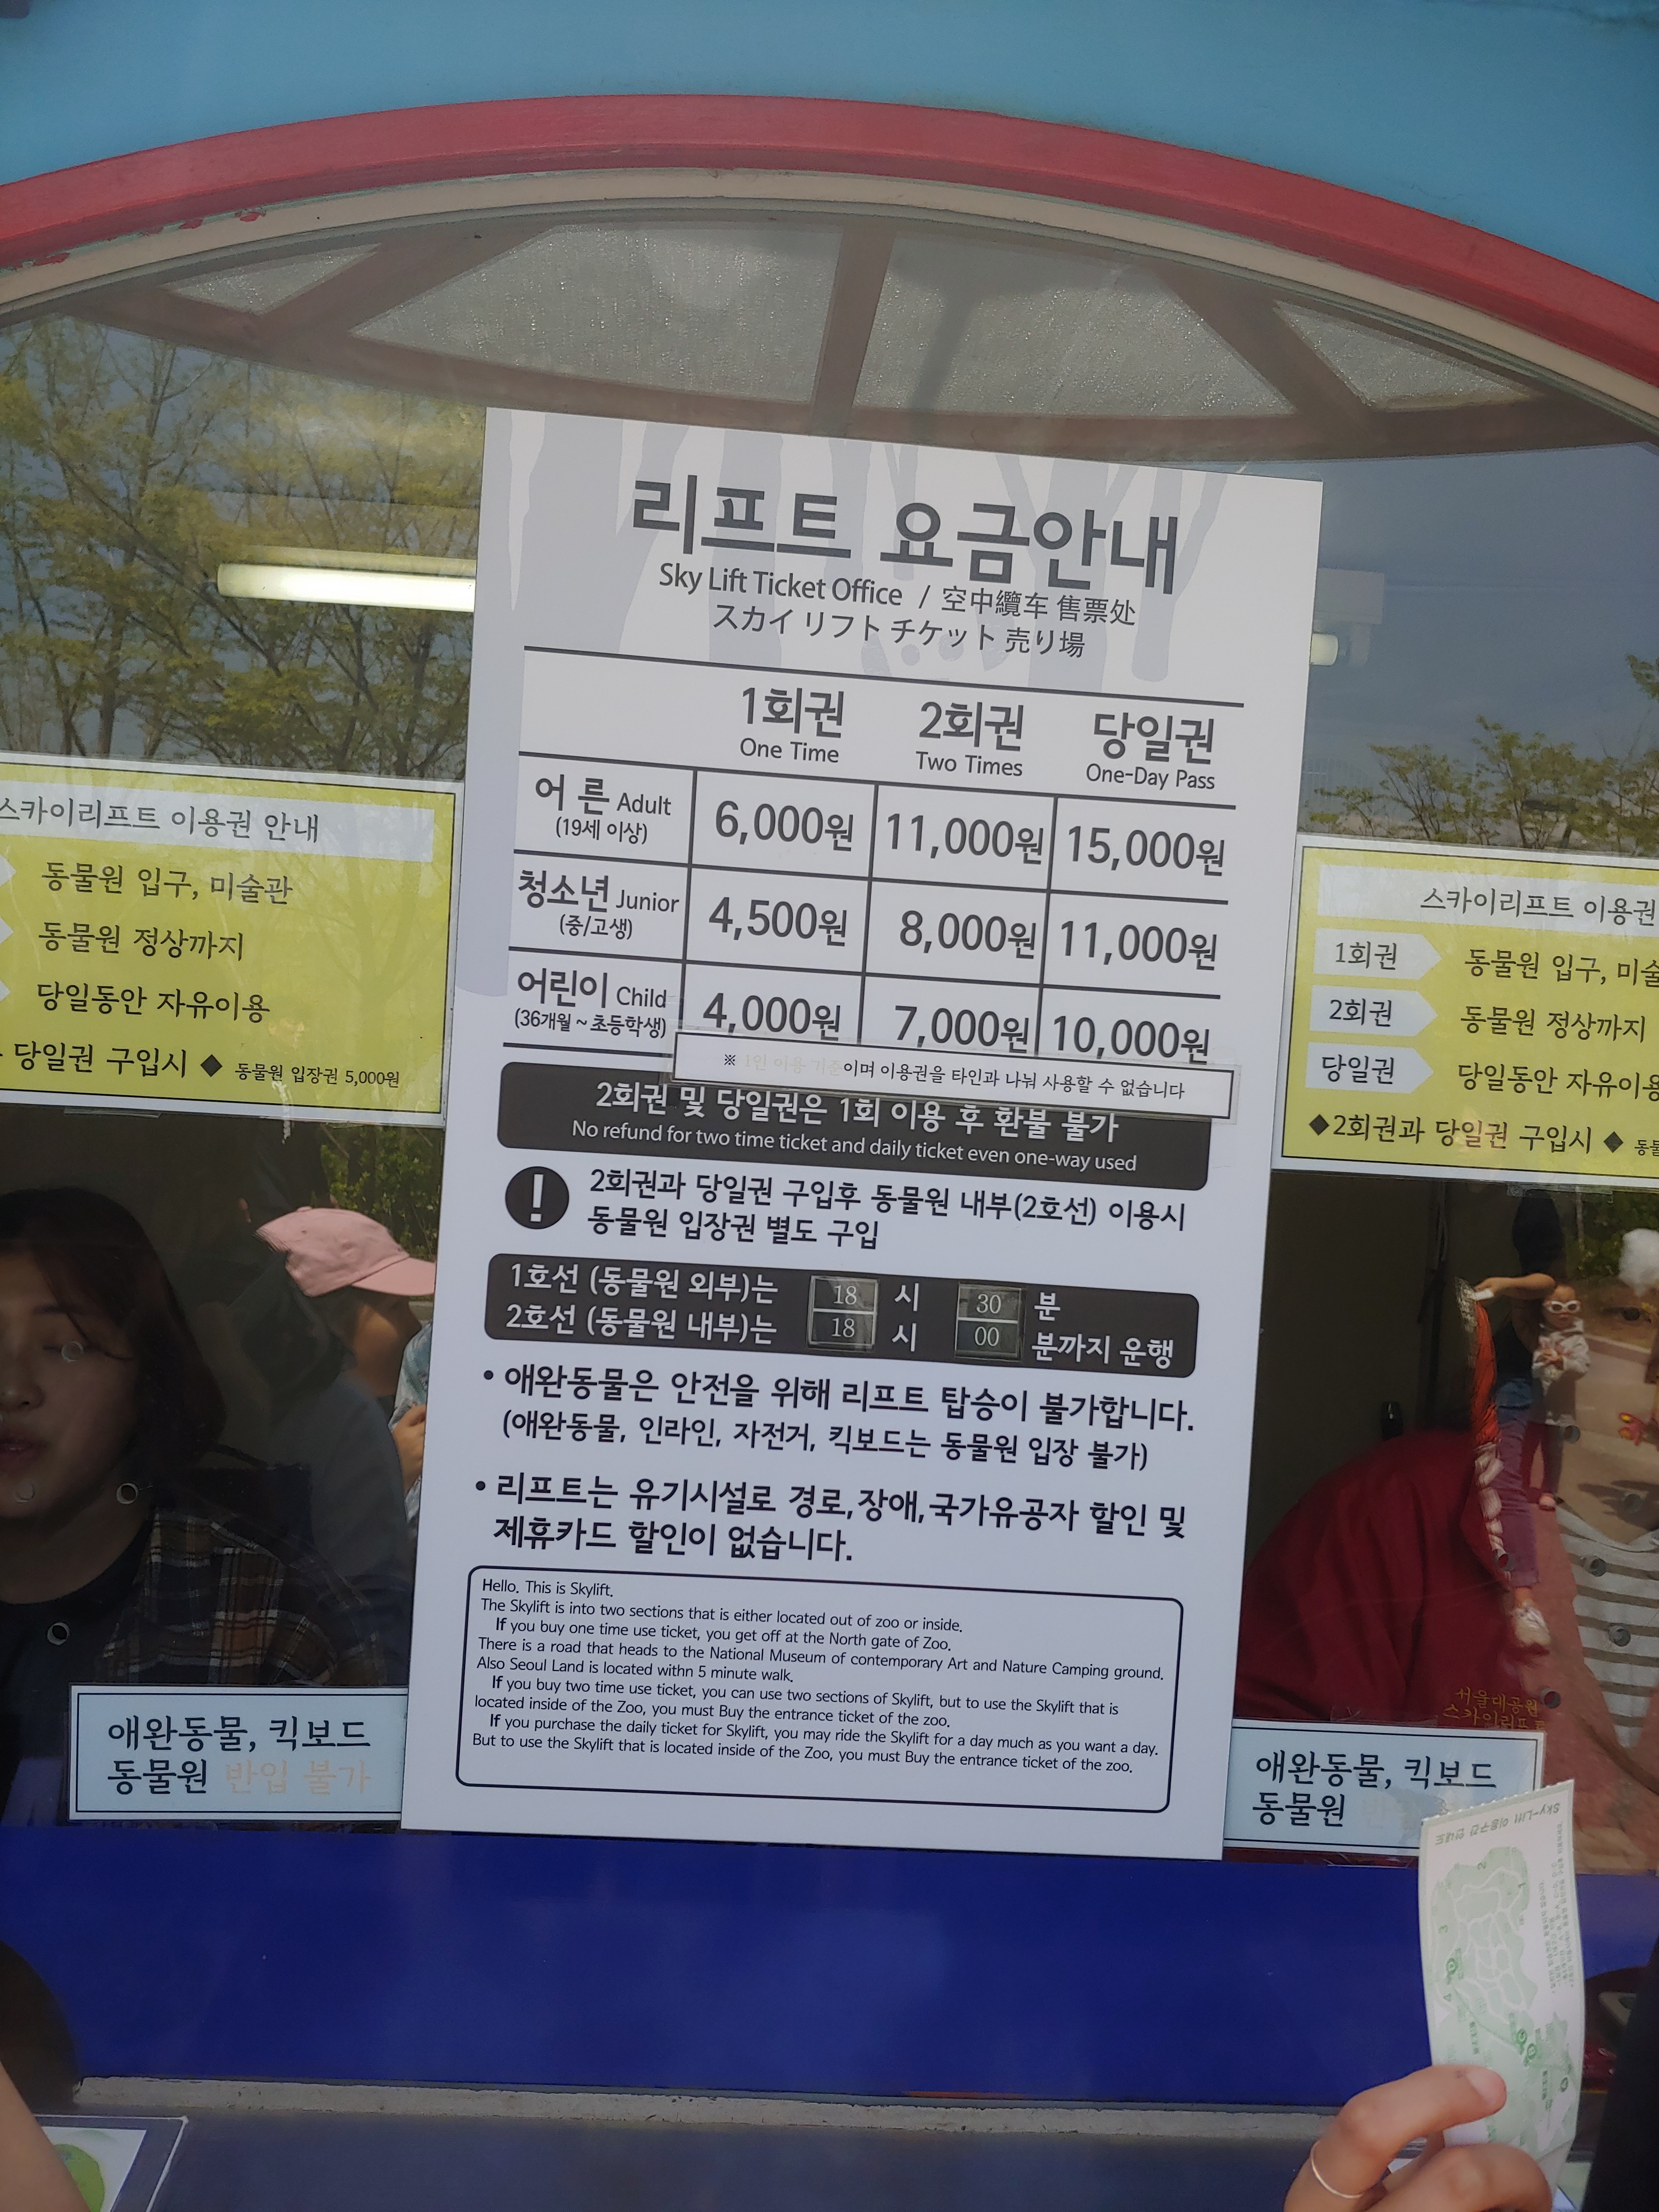 리프트 요금안내
Sky Lift Ticket Office / 空中纜车 售票处
スカイ リフト チケット 売り場
1회권 2회권 당일권
One Time Two Times One-Day Pass
어 른 Adult 6,000원 11,000원 15,000원
(19세 이상)
청소년 Junior 4,500원 8,000원 11,000원
(중/고생)
어린이 Child 4,000원 7,000원 10,000원
(36개월 ~ 초등학생)
※ 1인 이용 기준이며 이용권을 타인과 나눠 사용할 수 없습니다
2회권 및 당일권은 1회 이용 후 환불 불가
No refund for two time ticket and daily ticket even one-way used
! 2회권과 당일권 구입후 동물원 내부(2호선) 이용시
동물원 입장권 별도 구입
1호선 (동물원 외부)는 18 시 30 분
2호선 (동물원 내부)는 18 시 00 분까지 운행
• 애완동물은 안전을 위해 리프트 탑승이 불가합니다.
(애완동물, 인라인, 자전거, 킥보드는 동물원 입장 불가)
• 리프트는 유기시설로 경로,장애,국가유공자 할인 및
제휴카드 할인이 없습니다.
Hello. This is Skylift.
The Skylift is into two sections that is either located out of zoo or inside.
If you buy one time use ticket, you get off at the North gate of Zoo.
There is a road that heads to the National Museum of contemporary Art and Nature Camping ground.
Also Seoul Land is located withn 5 minute walk.
If you buy two time use ticket, you can use two sections of Skylift, but to use the Skylift that is
located inside of the Zoo, you must Buy the entrance ticket of the zoo.
If you purchase the daily ticket for Skylift, you may ride the Skylift for a day much as you want a day.
But to use the Skylift that is located inside of the Zoo, you must Buy the entrance ticket of the zoo.
스카이리프트 이용권 안내
동물원 입구, 미술관
동물원 정상까지
당일동안 자유이용
당일권 구입시 ◆ 동물원 입장권 5,000원
스카이리프트 이용권
1회권 동물원 입구, 미술
2회권 동물원 정상까지
당일권 당일동안 자유이용
◆2회권과 당일권 구입시 ◆
애완동물, 킥보드
동물원 반입 불가
서울대공원
스카이리프트
애완동물, 킥보드
동물원
Sky-Lift 이용구간 안내도